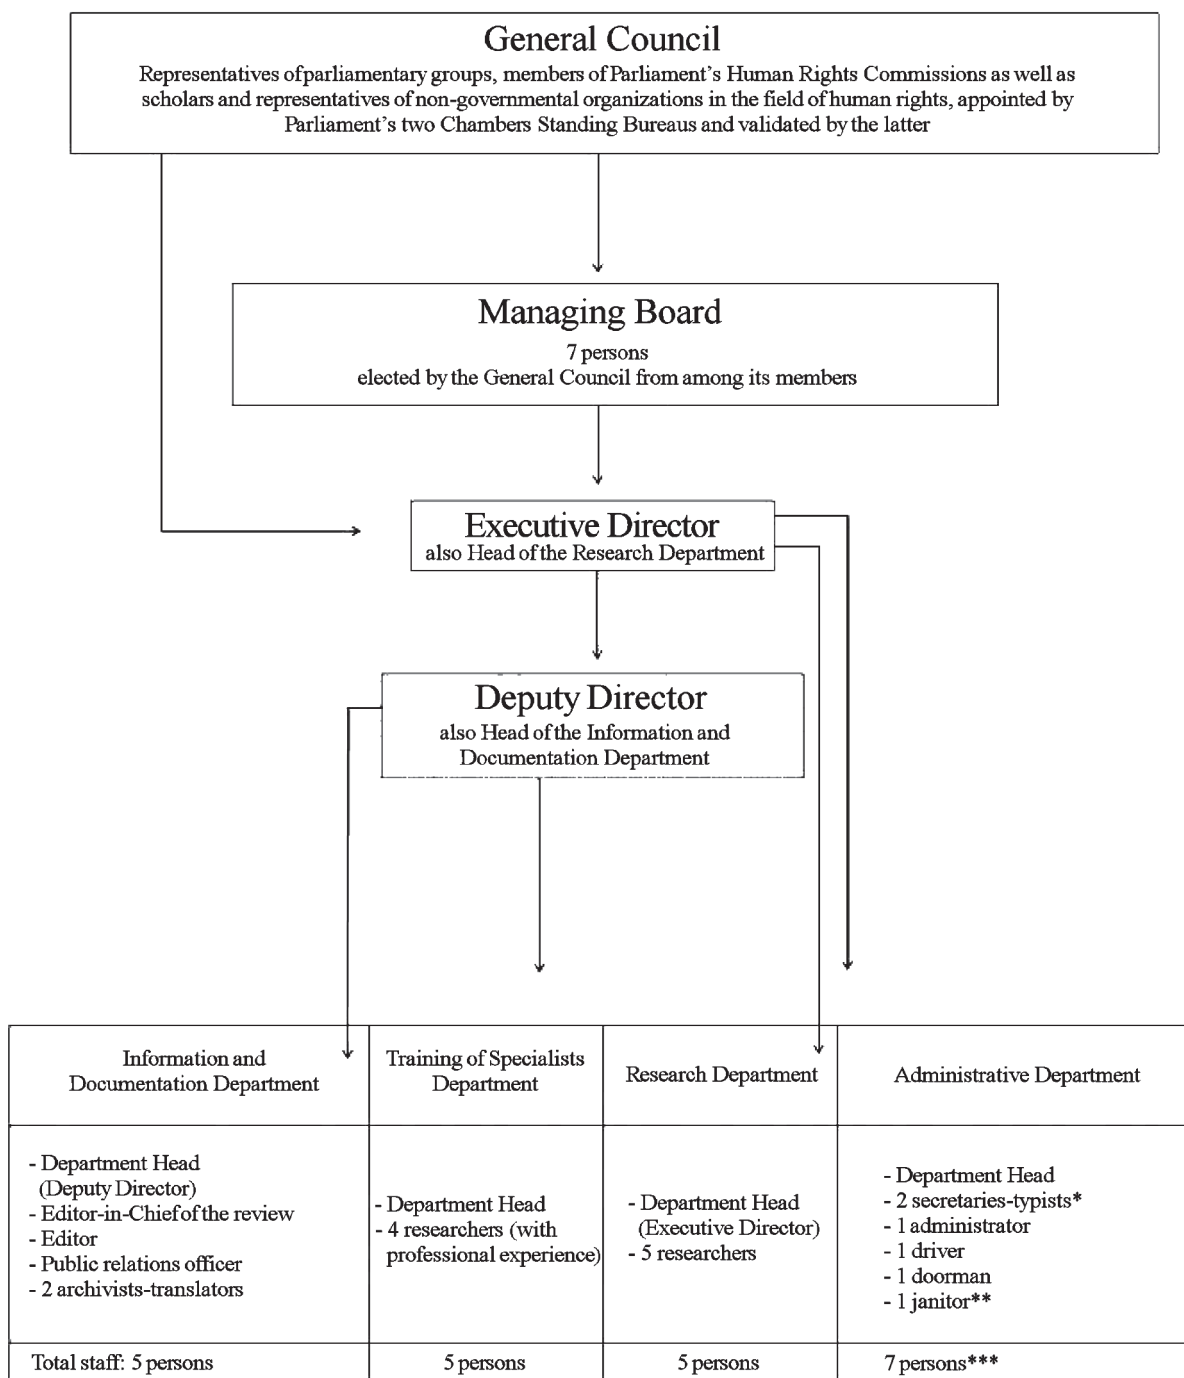 General Council
Representatives of parliamentary groups, members of Parliament's Human Rights Commissions as well as
scholars and representatives of non-governmental organizations in the field of human rights, appointed by
Parliament's two Chambers Standing Bureaus and validated by the latter
Managing Board
7 persons
elected by the General Council from among its members
Executive Director
also Head of the Research Department
Deputy Director
also Head of the Information and
Documentation Department
Information and
Documentation Department
Training of Specialists
Department
Research Department
Administrative Department
- Department Head
(Deputy Director)
- Editor-in-Chief of the review
- Editor
- Public relations officer
- 2 archivists-translators
- Department Head
- 4 researchers (with
professional experience)
- Department Head
(Executive Director)
- 5 researchers
- Department Head
- 2 secretaries-typists*
- 1 administrator
- 1 driver
- 1 doorman
- 1 janitor**
Total staff: 5 persons
5 persons
5 persons
7 persons***